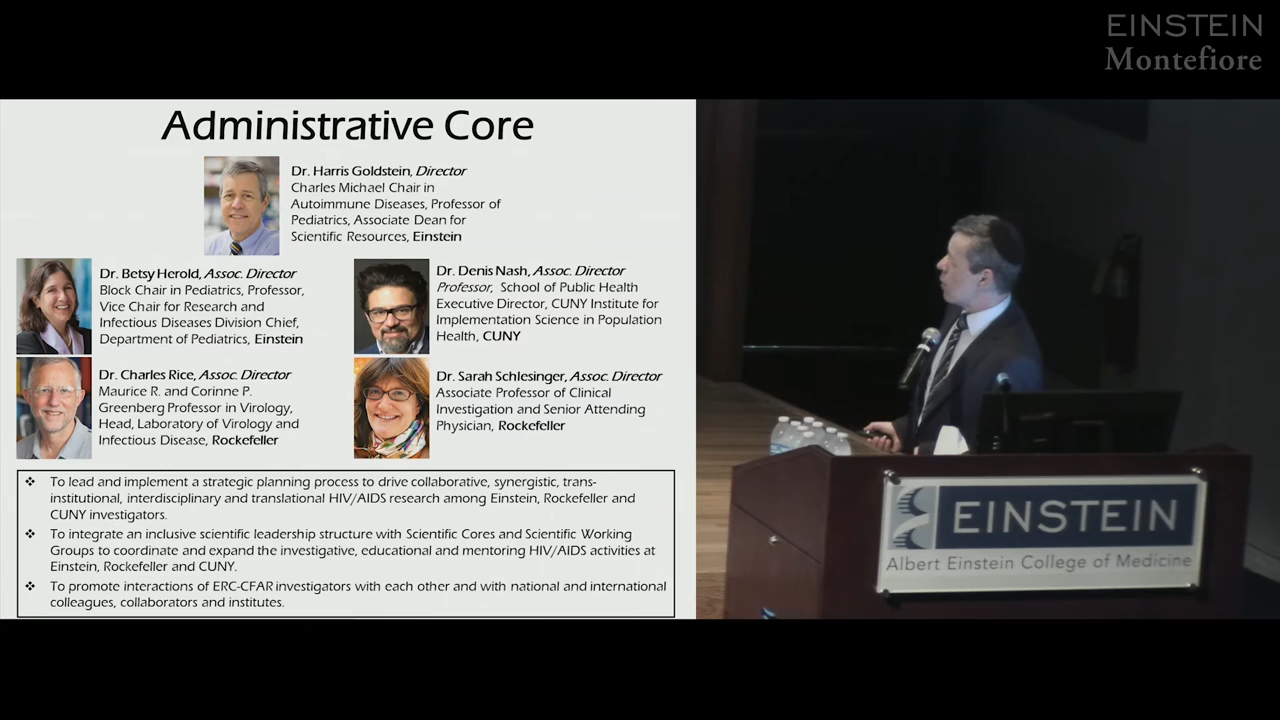 EINSTEIN
Montefiore
Administrative Core
Dr. Harris Goldstein, Director
Charles Michael Chair in
Autoimmune Diseases, Professor of
Pediatrics, Associate Dean for
Scientific Resources, Einstein
Dr. Betsy Herold, Assoc. Director
Block Chair in Pediatrics, Professor,
Vice Chair for Research and
Infectious Diseases Division Chief,
Department of Pediatrics, Einstein
Dr. Denis Nash, Assoc. Director
Professor, School of Public Health
Executive Director, CUNY Institute for
Implementation Science in Population
Health, CUNY
Dr. Charles Rice, Assoc. Director
Maurice R. and Corinne P.
Greenberg Professor in Virology,
Head, Laboratory of Virology and
Infectious Disease, Rockefeller
Dr. Sarah Schlesinger, Assoc. Director
Associate Professor of Clinical
Investigation and Senior Attending
Physician, Rockefeller
❖ To lead and implement a strategic planning process to drive collaborative, synergistic, trans-
institutional, interdisciplinary and translational HIV/AIDS research among Einstein, Rockefeller and
CUNY investigators.
❖ To integrate an inclusive scientific leadership structure with Scientific Cores and Scientific Working
Groups to coordinate and expand the investigative, educational and mentoring HIV/AIDS activities at
Einstein, Rockefeller and CUNY.
❖ To promote interactions of ERC-CFAR investigators with each other and with national and international
colleagues, collaborators and institutes.
EINSTEIN
Albert Einstein College of Medicine